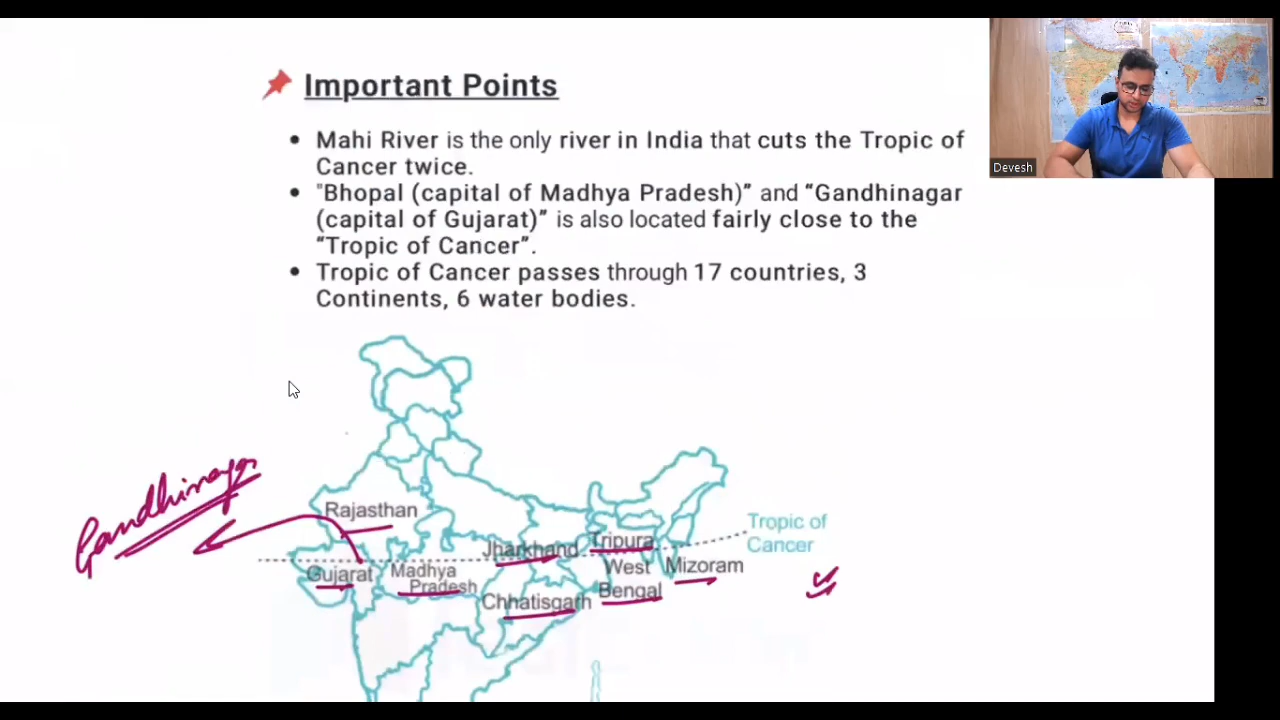 Important Points
Devesh
• Mahi River is the only river in India that cuts the Tropic of
Cancer twice.
• "Bhopal (capital of Madhya Pradesh)” and “Gandhinagar
(capital of Gujarat)” is also located fairly close to the
“Tropic of Cancer”.
• Tropic of Cancer passes through 17 countries, 3
Continents, 6 water bodies.
Gandhinagar
Rajasthan
Tropic of
Cancer
Jharkhand
Tripura
Gujarat
Madhya
Pradesh
West
Bengal
Mizoram
Chhatisgarh